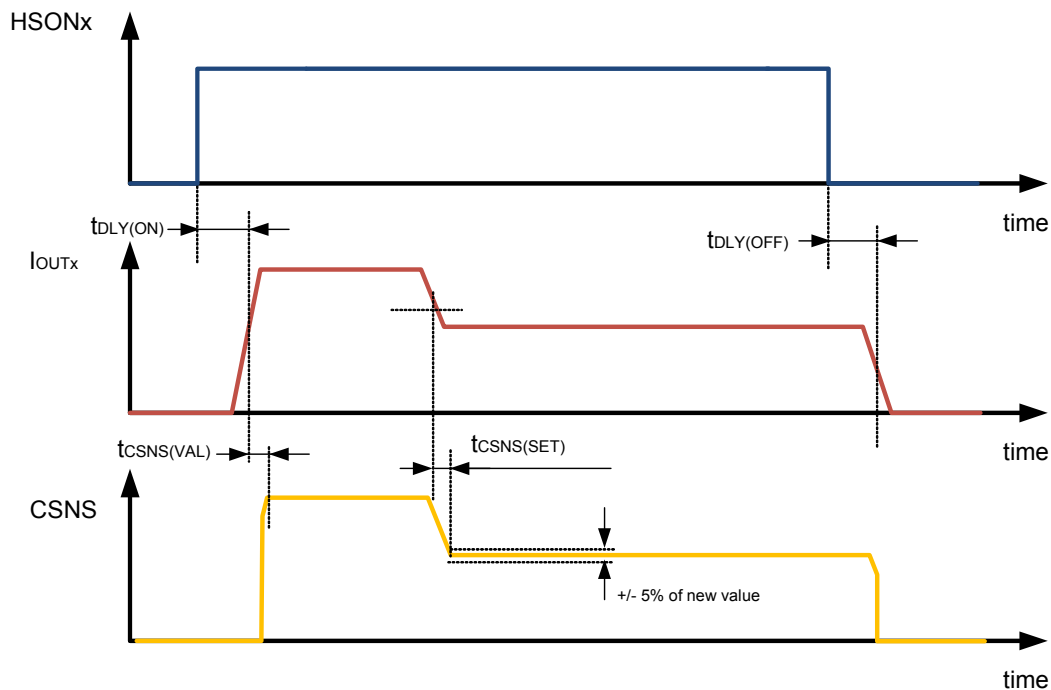 HSONx
time
tDLY(ON)
tDLY(OFF)
IOUTx
time
tCSNS(VAL)
tCSNS(SET)
CSNS
+/- 5% of new value
time